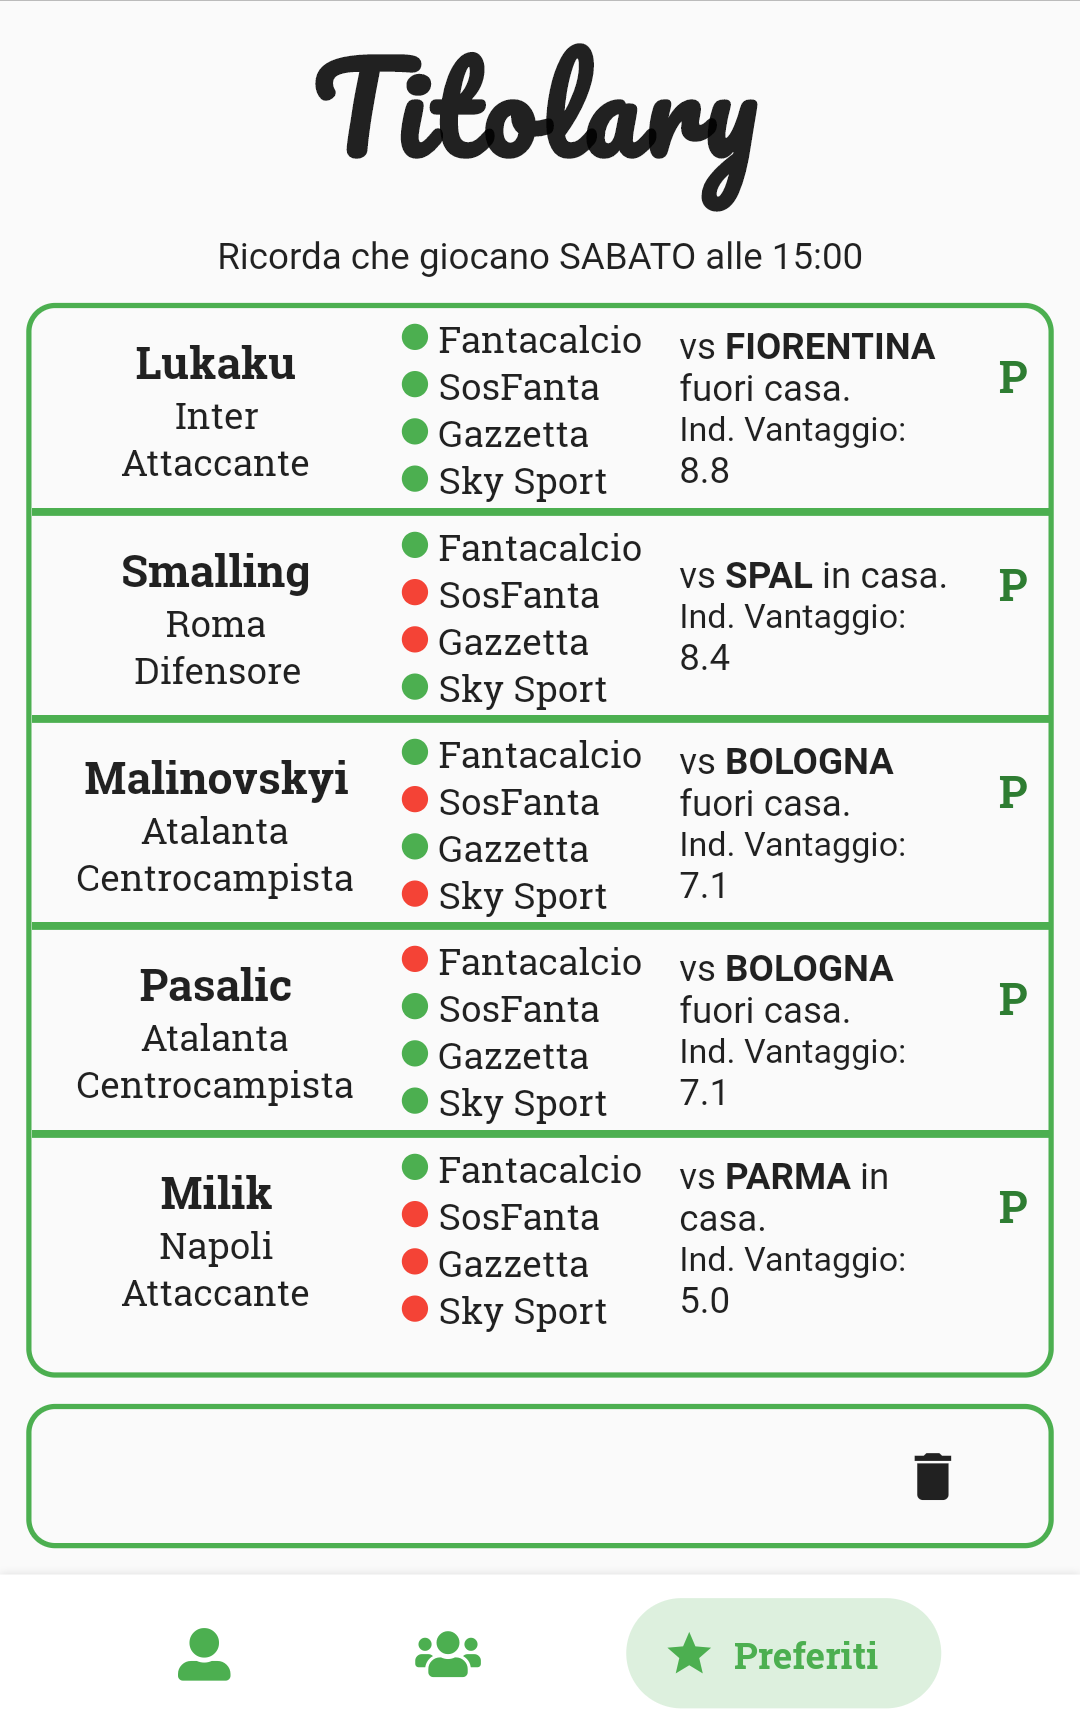 Titolary
Ricorda che giocano SABATO alle 15:00
Lukaku
Inter
Attaccante
Fantacalcio
SosFanta
Gazzetta
Sky Sport
vs FIORENTINA
fuori casa.
Ind. Vantaggio:
8.8
P
Smalling
Roma
Difensore
Fantacalcio
SosFanta
Gazzetta
Sky Sport
vs SPAL in casa.
Ind. Vantaggio:
8.4
P
Malinovskyi
Atalanta
Centrocampista
Fantacalcio
SosFanta
Gazzetta
Sky Sport
vs BOLOGNA
fuori casa.
Ind. Vantaggio:
7.1
P
Pasalic
Atalanta
Centrocampista
Fantacalcio
SosFanta
Gazzetta
Sky Sport
vs BOLOGNA
fuori casa.
Ind. Vantaggio:
7.1
P
Milik
Napoli
Attaccante
Fantacalcio
SosFanta
Gazzetta
Sky Sport
vs PARMA in
casa.
Ind. Vantaggio:
5.0
P
Preferiti